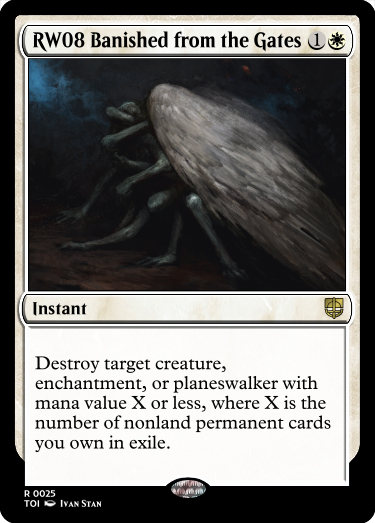 RW08 Banished from the Gates 1
Instant
Destroy target creature,
enchantment, or planeswalker with
mana value X or less, where X is the
number of nonland permanent cards
you own in exile.
R 0025
TOI Ivan Stan